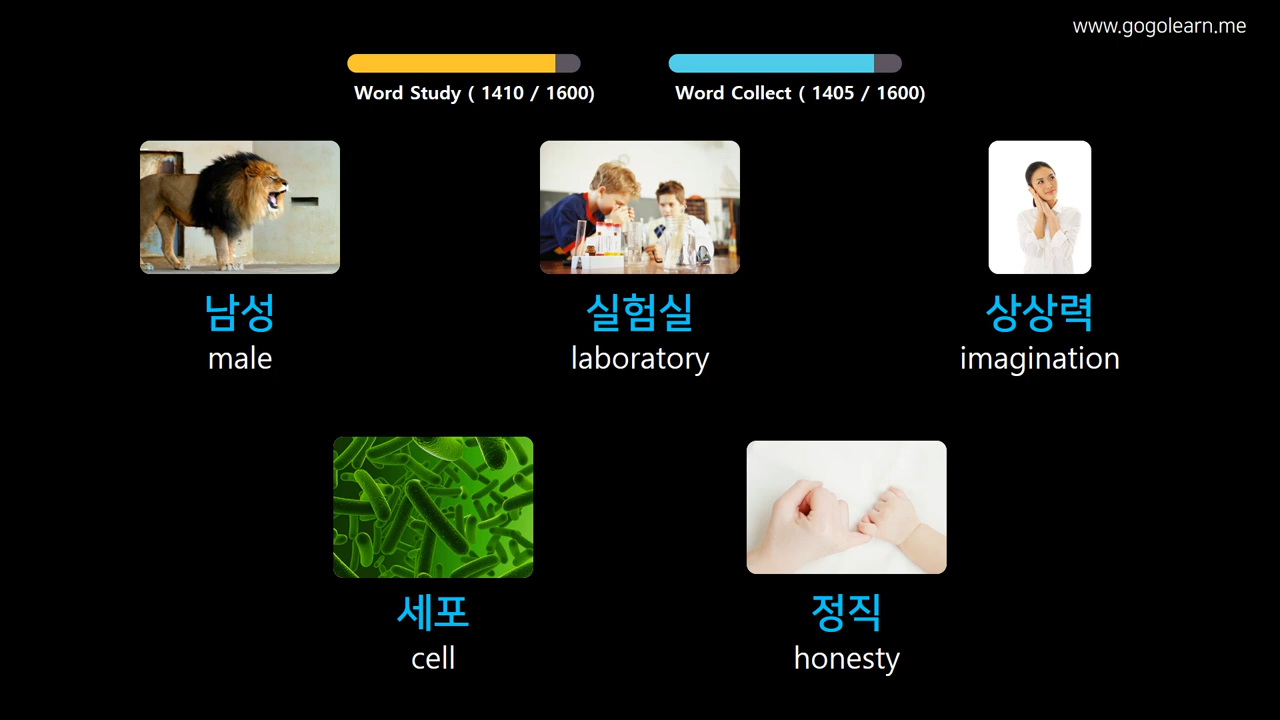 www.gogolearn.me
Word Study ( 1410 / 1600)
Word Collect ( 1405 / 1600)
남성
male
실험실
laboratory
상상력
imagination
세포
cell
정직
honesty